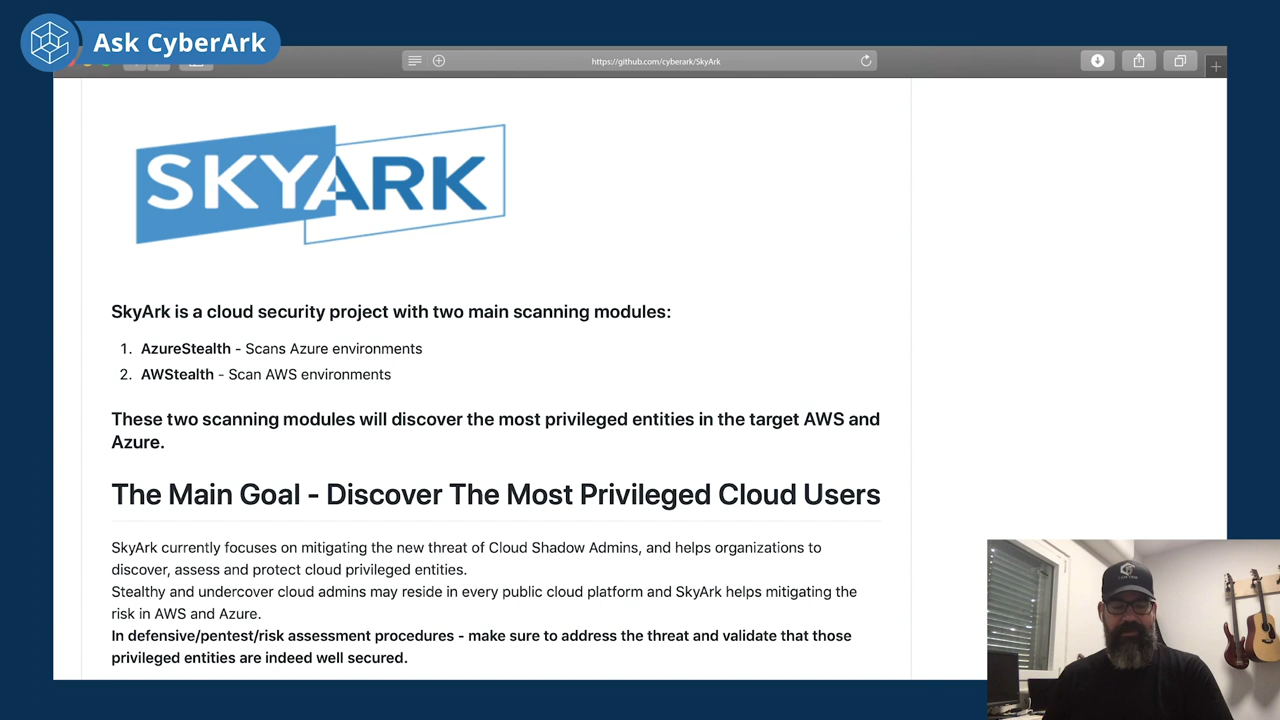 Ask CyberArk
https://github.com/cyberark/SkyArk
SKYARK
SkyArk is a cloud security project with two main scanning modules:
1. AzureStealth - Scans Azure environments
2. AWStealth - Scan AWS environments
These two scanning modules will discover the most privileged entities in the target AWS and
Azure.
The Main Goal - Discover The Most Privileged Cloud Users
SkyArk currently focuses on mitigating the new threat of Cloud Shadow Admins, and helps organizations to
discover, assess and protect cloud privileged entities.
Stealthy and undercover cloud admins may reside in every public cloud platform and SkyArk helps mitigating the
risk in AWS and Azure.
In defensive/pentest/risk assessment procedures - make sure to address the threat and validate that those
privileged entities are indeed well secured.